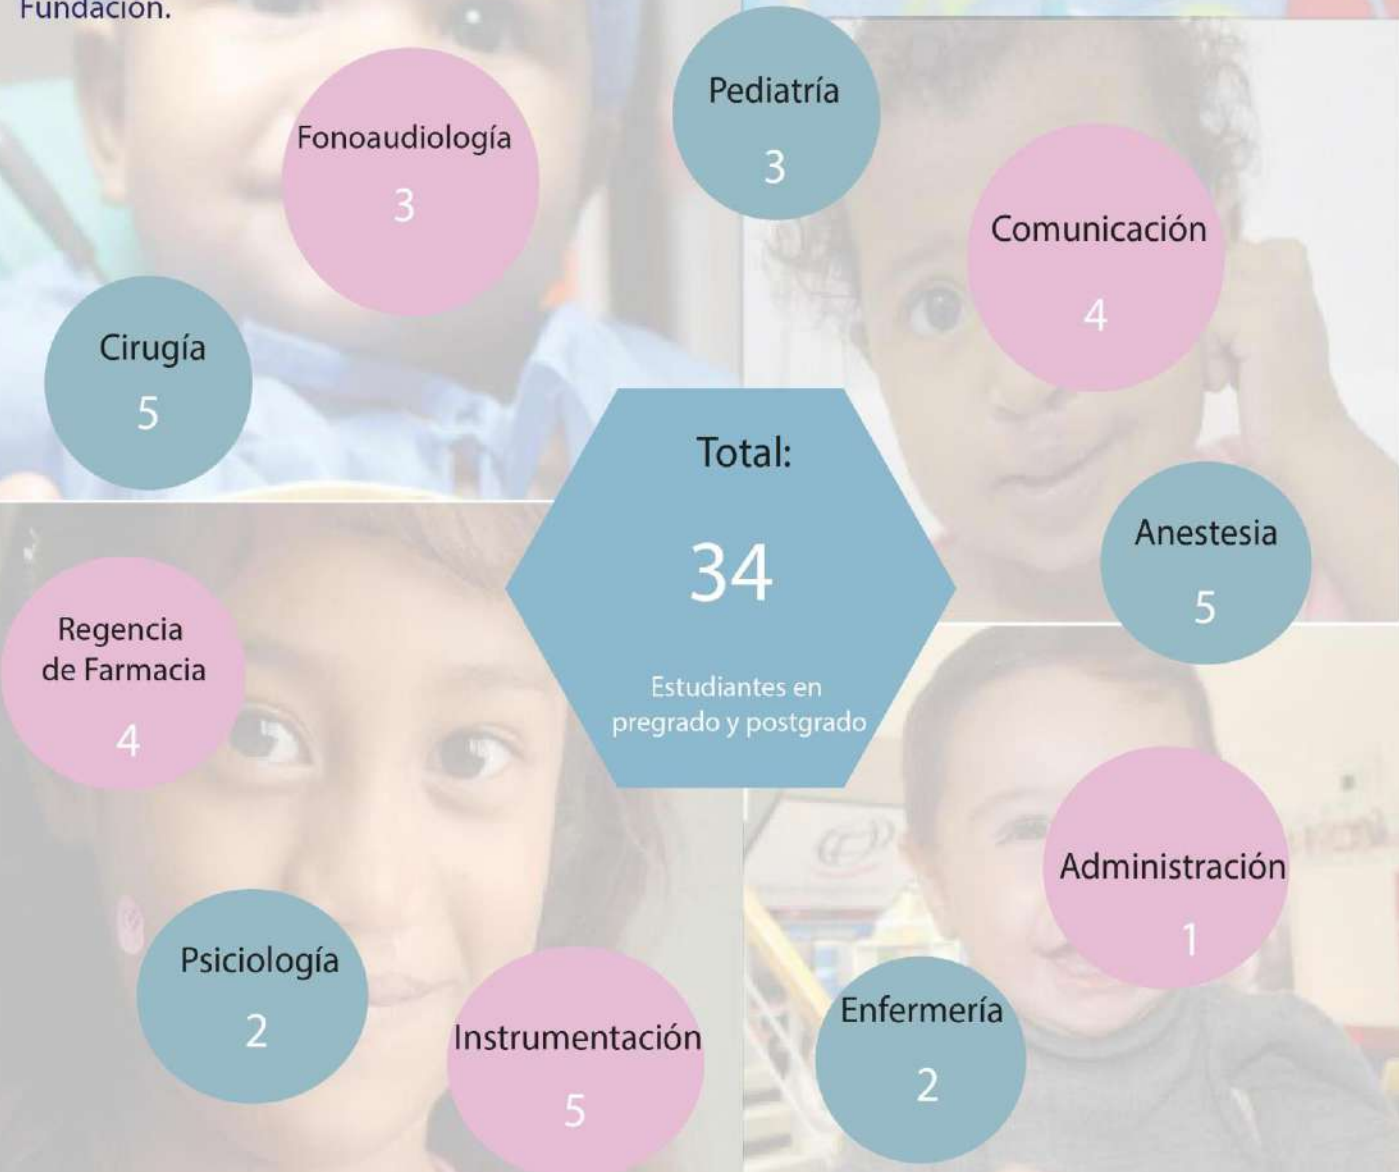 Fundación.
Pediatría
3
Fonoaudiología
3
Comunicación
4
Cirugía
5
Total:
34
Estudiantes en
pregrado y postgrado
Anestesia
5
Regencia
de Farmacia
4
Administración
1
Psiciología
2
Instrumentación
5
Enfermería
2